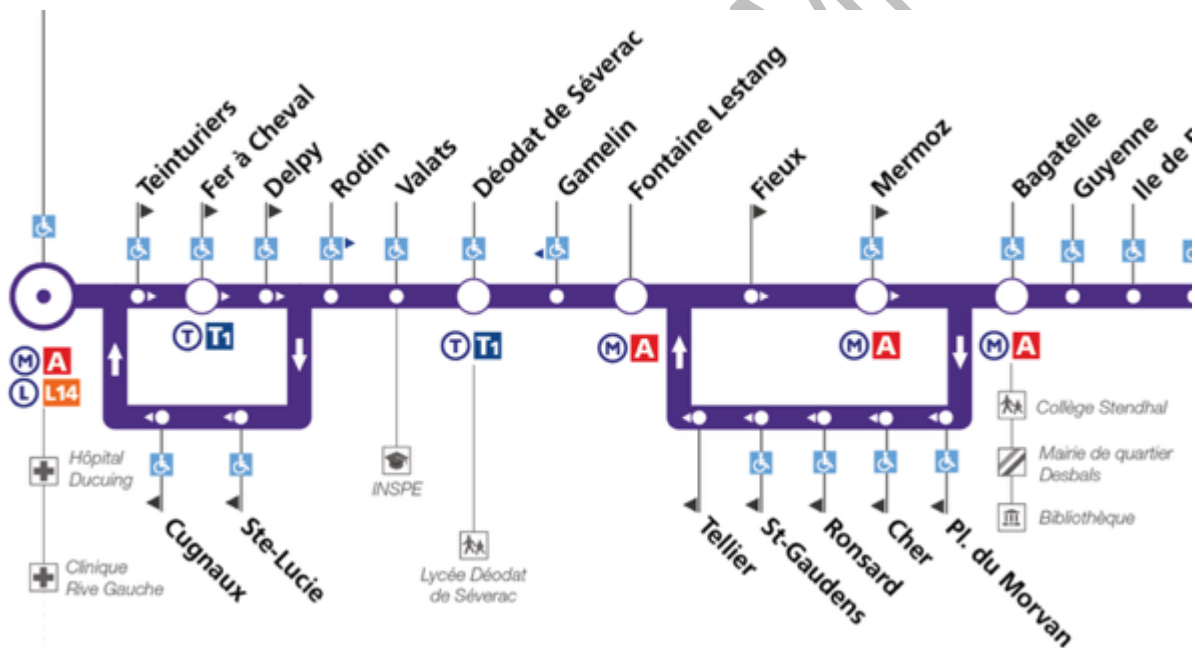 Teinturiers
Fer à Cheval
Delpy
Rodin
Valats
Déodat de Séverac
Gamelin
Fontaine Lestang
Fieux
Mermoz
Bagatelle
Guyenne
Ile de
M A
L L14
T T1
T T1
M A
M A
M A
Hôpital
Ducuing
Clinique
Rive Gauche
Cugnaux
Ste-Lucie
INSPE
Lycée Déodat
de Séverac
Tellier
St-Gaudens
Ronsard
Cher
Pl. du Morvan
Collège Stendhal
Mairie de quartier
Desbals
Bibliothèque